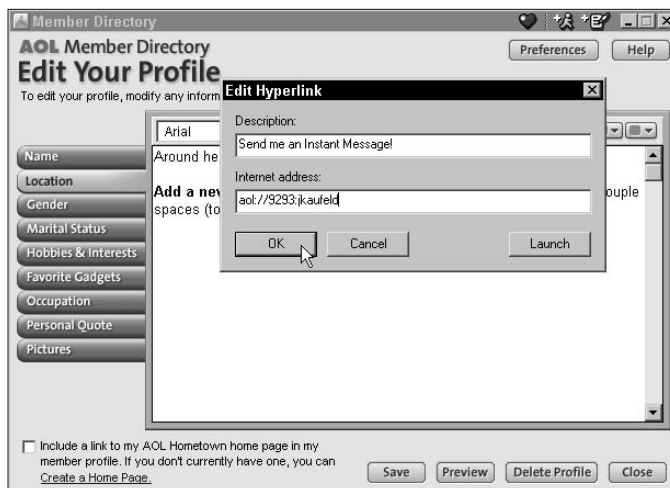 Member Directory
AOL Member Directory
Preferences
Help
Edit Your Profile
To edit your profile, modify any inform
Edit Hyperlink
Description:
Send me an Instant Message!
Internet address:
aol://9293:jkaufeld
OK
Cancel
Launch
Arial
Around he
Add a nev
ouple
spaces (to
Name
Location
Gender
Marital Status
Hobbies & Interests
Favorite Gadgets
Occupation
Personal Quote
Pictures
Include a link to my AOL Hometown home page in my
member profile. If you don't currently have one, you can
Create a Home Page.
Save
Preview
Delete Profile
Close